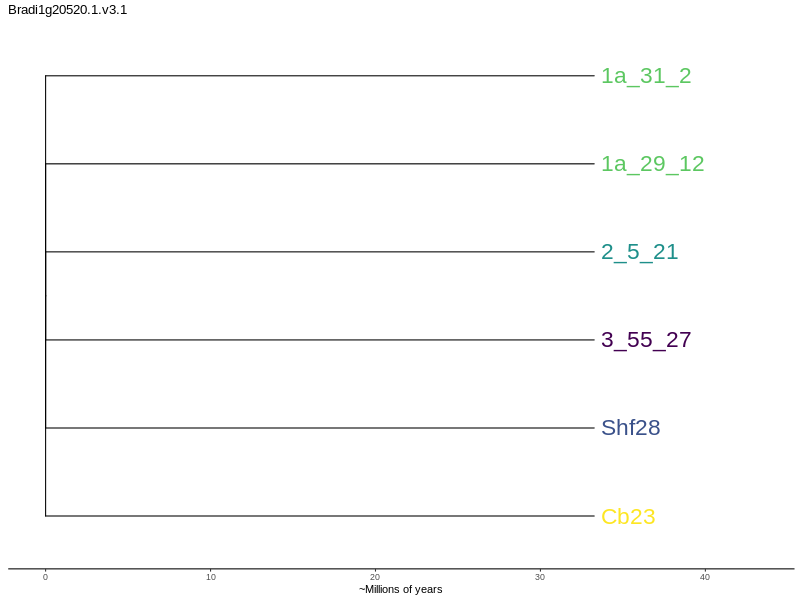 Bradi1g20520.1.v3.1
1a_31_2
1a_29_12
2_5_21
3_55_27
Shf28
Cb23
0 10 20 30 40
~Millions of years